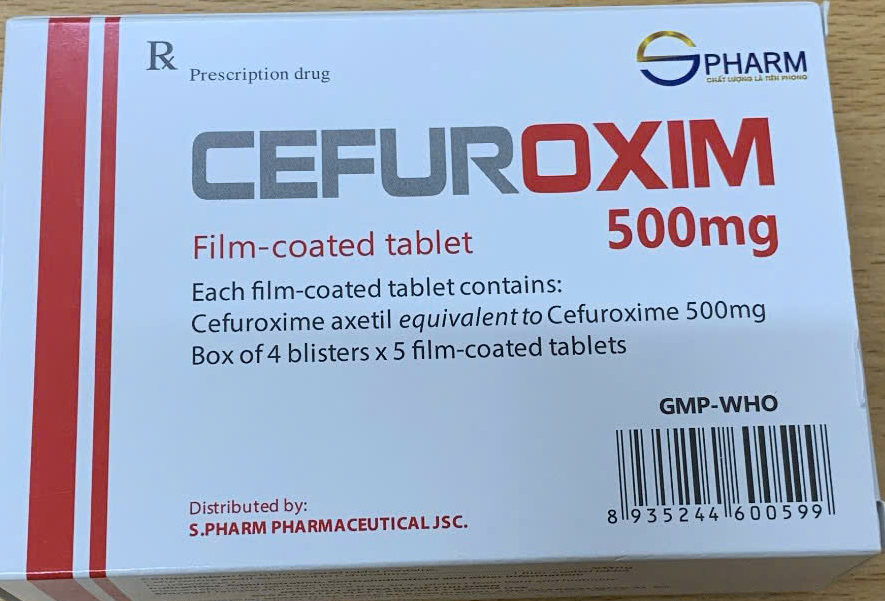 Rx
Prescription drug
S PHARM
CHẤT LƯỢNG LÀ TIÊN PHONG
CEFUROXIM
500mg
Film-coated tablet
Each film-coated tablet contains:
Cefuroxime axetil equivalent to Cefuroxime 500mg
Box of 4 blisters x 5 film-coated tablets
GMP-WHO
8 935244 600599
Distributed by:
S.PHARM PHARMACEUTICAL JSC.